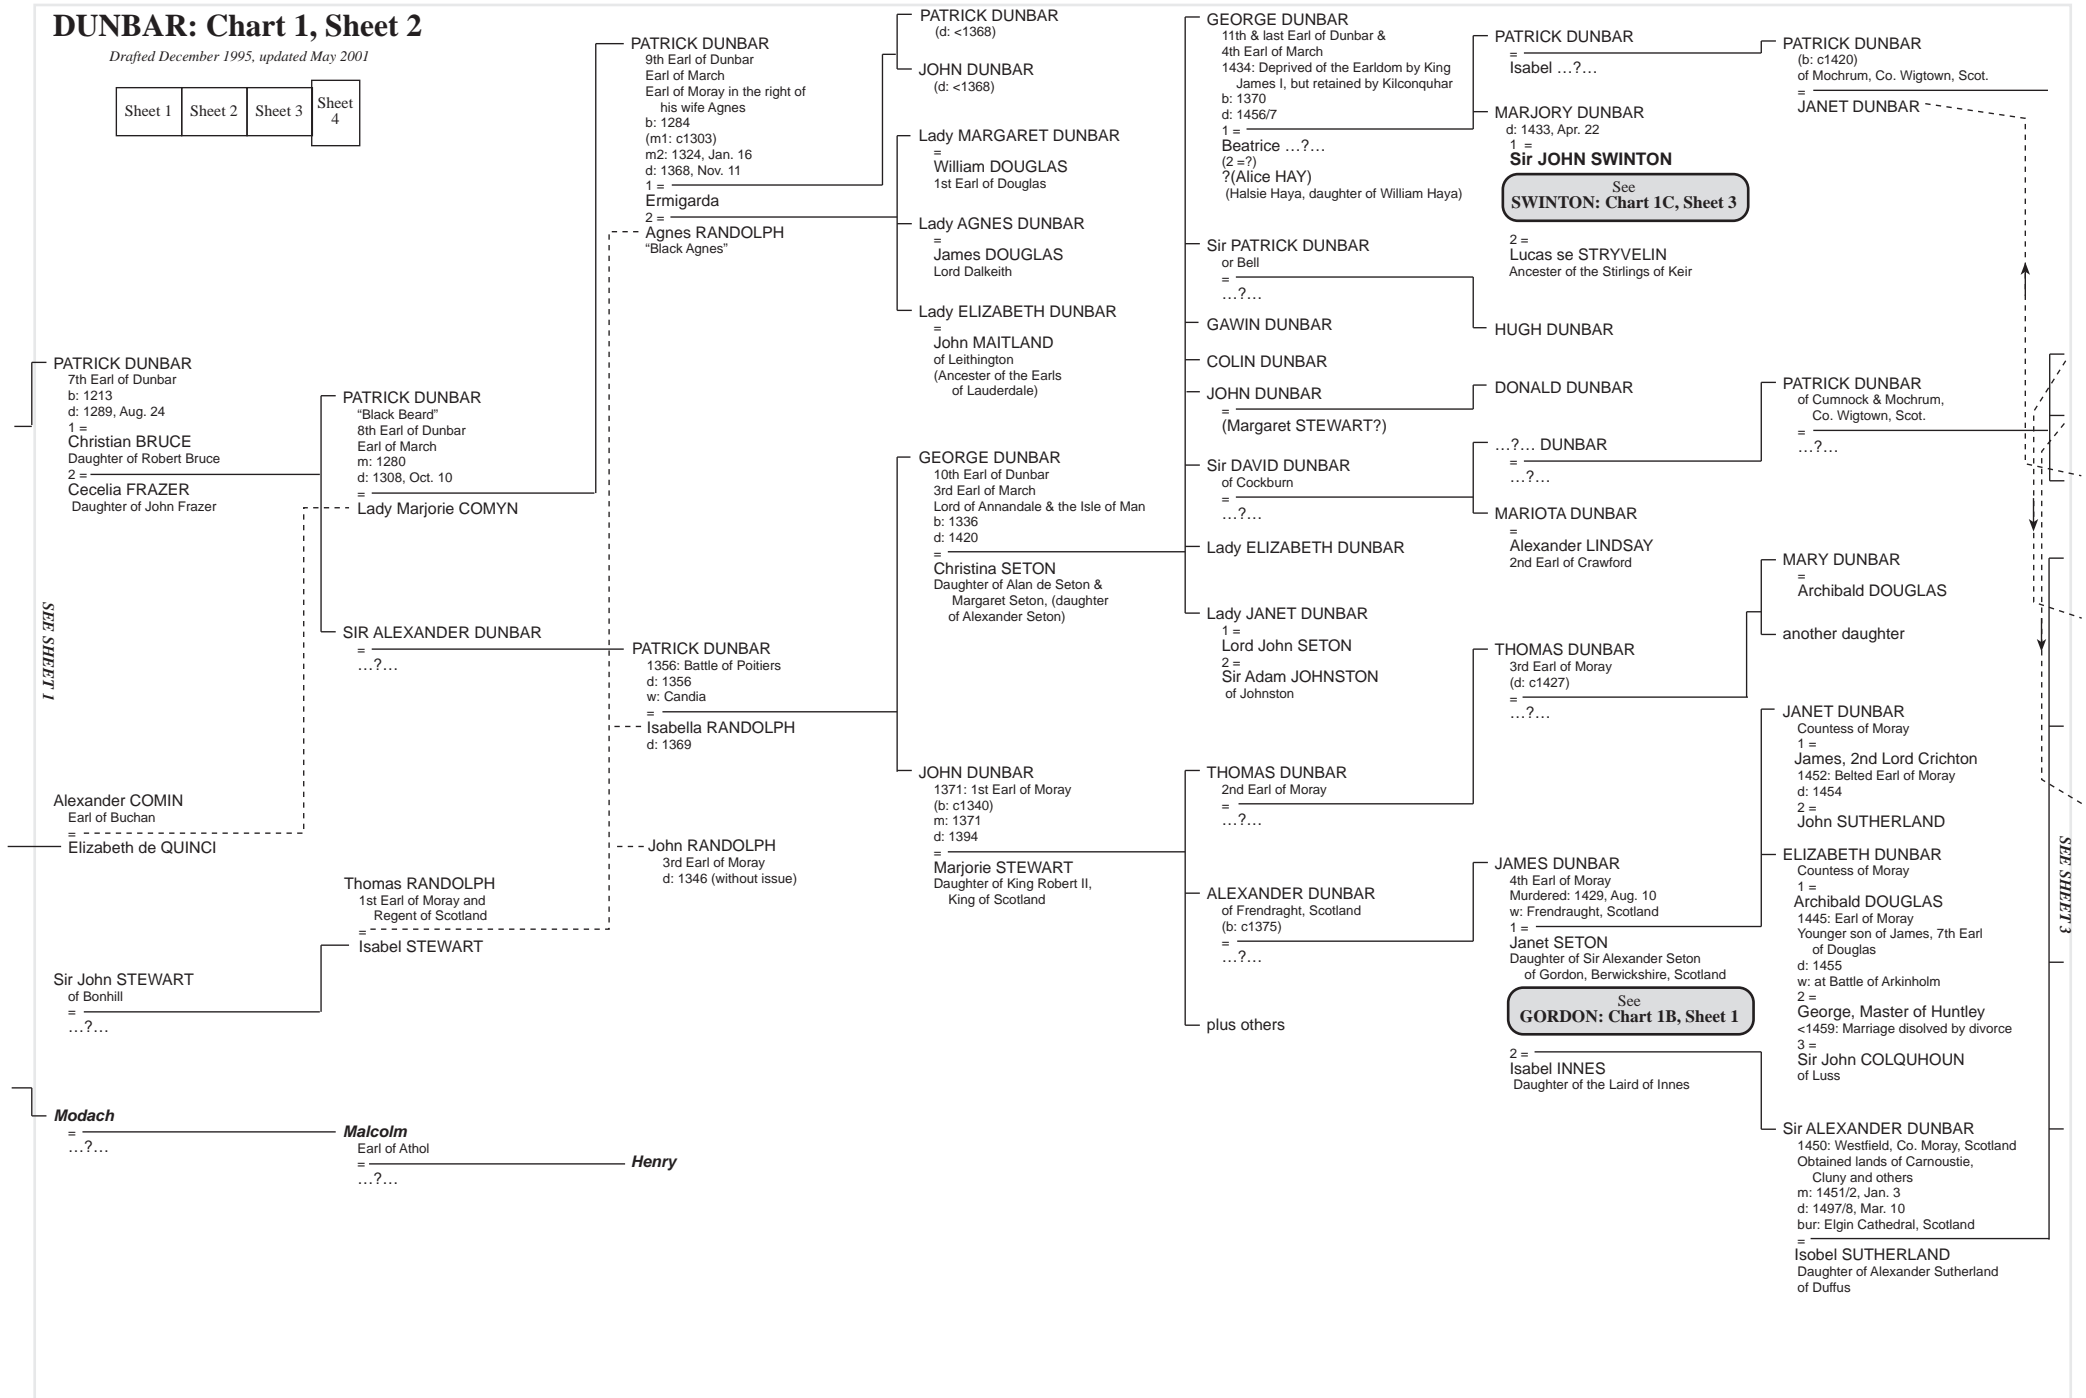 DUNBAR: Chart 1, Sheet 2
Drafted December 1995, updated May 2001
Sheet 1
Sheet 2
Sheet 3
Sheet
4
SEE SHEET 1
PATRICK DUNBAR
7th Earl of Dunbar
b: 1213
d: 1289, Aug. 24
1 =
Christian BRUCE
Daughter of Robert Bruce
2 =
Cecelia FRAZER
Daughter of John Frazer
Alexander COMIN
Earl of Buchan
=
Elizabeth de QUINCI
Sir John STEWART
of Bonhill
=
…?…
Modach
=
…?…
PATRICK DUNBAR
“Black Beard”
8th Earl of Dunbar
Earl of March
m: 1280
d: 1308, Oct. 10
=
Lady Marjorie COMYN
SIR ALEXANDER DUNBAR
=
…?…
Thomas RANDOLPH
1st Earl of Moray and
Regent of Scotland
=
Isabel STEWART
Malcolm
Earl of Athol
=
…?…
PATRICK DUNBAR
9th Earl of Dunbar
Earl of March
Earl of Moray in the right of
his wife Agnes
b: 1284
(m1: c1303)
m2: 1324, Jan. 16
d: 1368, Nov. 11
1 =
Ermigarda
2 =
Agnes RANDOLPH
“Black Agnes”
PATRICK DUNBAR
1356: Battle of Poitiers
d: 1356
w: Candia
=
Isabella RANDOLPH
d: 1369
John RANDOLPH
3rd Earl of Moray
d: 1346 (without issue)
Henry
PATRICK DUNBAR
(d: <1368)
JOHN DUNBAR
(d: <1368)
Lady MARGARET DUNBAR
=
William DOUGLAS
1st Earl of Douglas
Lady AGNES DUNBAR
=
James DOUGLAS
Lord Dalkeith
Lady ELIZABETH DUNBAR
=
John MAITLAND
of Leithington
(Ancester of the Earls
of Lauderdale)
GEORGE DUNBAR
10th Earl of Dunbar
3rd Earl of March
Lord of Annandale & the Isle of Man
b: 1336
d: 1420
=
Christina SETON
Daughter of Alan de Seton &
Margaret Seton, (daughter
of Alexander Seton)
JOHN DUNBAR
1371: 1st Earl of Moray
(b: c1340)
m: 1371
d: 1394
=
Marjorie STEWART
Daughter of King Robert II,
King of Scotland
GEORGE DUNBAR
11th & last Earl of Dunbar &
4th Earl of March
1434: Deprived of the Earldom by King
James I, but retained by Kilconquhar
b: 1370
d: 1456/7
1 =
Beatrice …?…
(2 =?)
?(Alice HAY)
(Halsie Haya, daughter of William Haya)
Sir PATRICK DUNBAR
or Bell
=
…?…
GAWIN DUNBAR
COLIN DUNBAR
JOHN DUNBAR
=
(Margaret STEWART?)
Sir DAVID DUNBAR
of Cockburn
=
…?…
Lady ELIZABETH DUNBAR
Lady JANET DUNBAR
1 =
Lord John SETON
2 =
Sir Adam JOHNSTON
of Johnston
THOMAS DUNBAR
2nd Earl of Moray
=
…?…
ALEXANDER DUNBAR
of Frendraght, Scotland
(b: c1375)
=
…?…
plus others
PATRICK DUNBAR
=
Isabel …?…
MARJORY DUNBAR
d: 1433, Apr. 22
1 =
Sir JOHN SWINTON
See
SWINTON: Chart 1C, Sheet 3
2 =
Lucas se STRYVELIN
Ancester of the Stirlings of Keir
HUGH DUNBAR
DONALD DUNBAR
…?… DUNBAR
=
…?…
MARIOTA DUNBAR
=
Alexander LINDSAY
2nd Earl of Crawford
THOMAS DUNBAR
3rd Earl of Moray
(d: c1427)
=
…?…
JAMES DUNBAR
4th Earl of Moray
Murdered: 1429, Aug. 10
w: Frendraught, Scotland
1 =
Janet SETON
Daughter of Sir Alexander Seton
of Gordon, Berwickshire, Scotland
See
GORDON: Chart 1B, Sheet 1
2 =
Isabel INNES
Daughter of the Laird of Innes
PATRICK DUNBAR
(b: c1420)
of Mochrum, Co. Wigtown, Scot.
=
JANET DUNBAR
PATRICK DUNBAR
of Cumnock & Mochrum,
Co. Wigtown, Scot.
=
…?…
MARY DUNBAR
=
Archibald DOUGLAS
another daughter
JANET DUNBAR
Countess of Moray
1 =
James, 2nd Lord Crichton
1452: Belted Earl of Moray
d: 1454
2 =
John SUTHERLAND
ELIZABETH DUNBAR
Countess of Moray
1 =
Archibald DOUGLAS
1445: Earl of Moray
Younger son of James, 7th Earl
of Douglas
d: 1455
w: at Battle of Arkinholm
2 =
George, Master of Huntley
<1459: Marriage disolved by divorce
3 =
Sir John COLQUHOUN
of Luss
Sir ALEXANDER DUNBAR
1450: Westfield, Co. Moray, Scotland
Obtained lands of Carnoustie,
Cluny and others
m: 1451/2, Jan. 3
d: 1497/8, Mar. 10
bur: Elgin Cathedral, Scotland
=
Isobel SUTHERLAND
Daughter of Alexander Sutherland
of Duffus
SEE SHEET 3